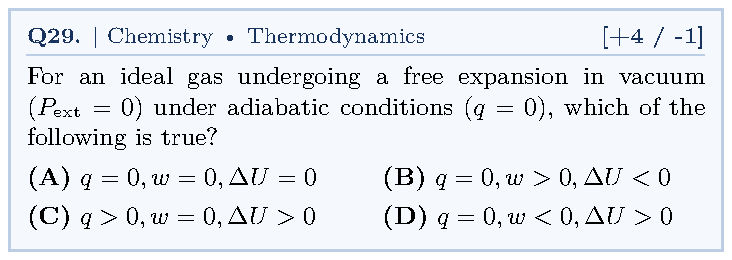 Q29. | Chemistry • Thermodynamics [+4 / -1]
For an ideal gas undergoing a free expansion in vacuum
(P_ext = 0) under adiabatic conditions (q = 0), which of the
following is true?
(A) q = 0, w = 0, ΔU = 0 (B) q = 0, w > 0, ΔU < 0
(C) q > 0, w = 0, ΔU > 0 (D) q = 0, w < 0, ΔU > 0